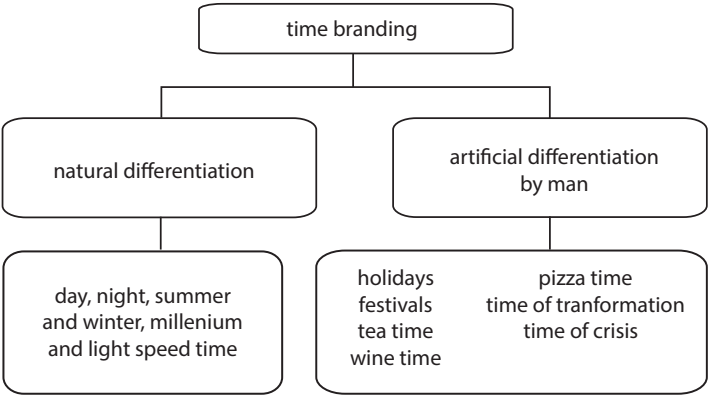 time branding
natural differentiation
artificial differentiation
by man
day, night, summer
and winter, millenium
and light speed time
holidays
festivals
tea time
wine time
pizza time
time of tranformation
time of crisis